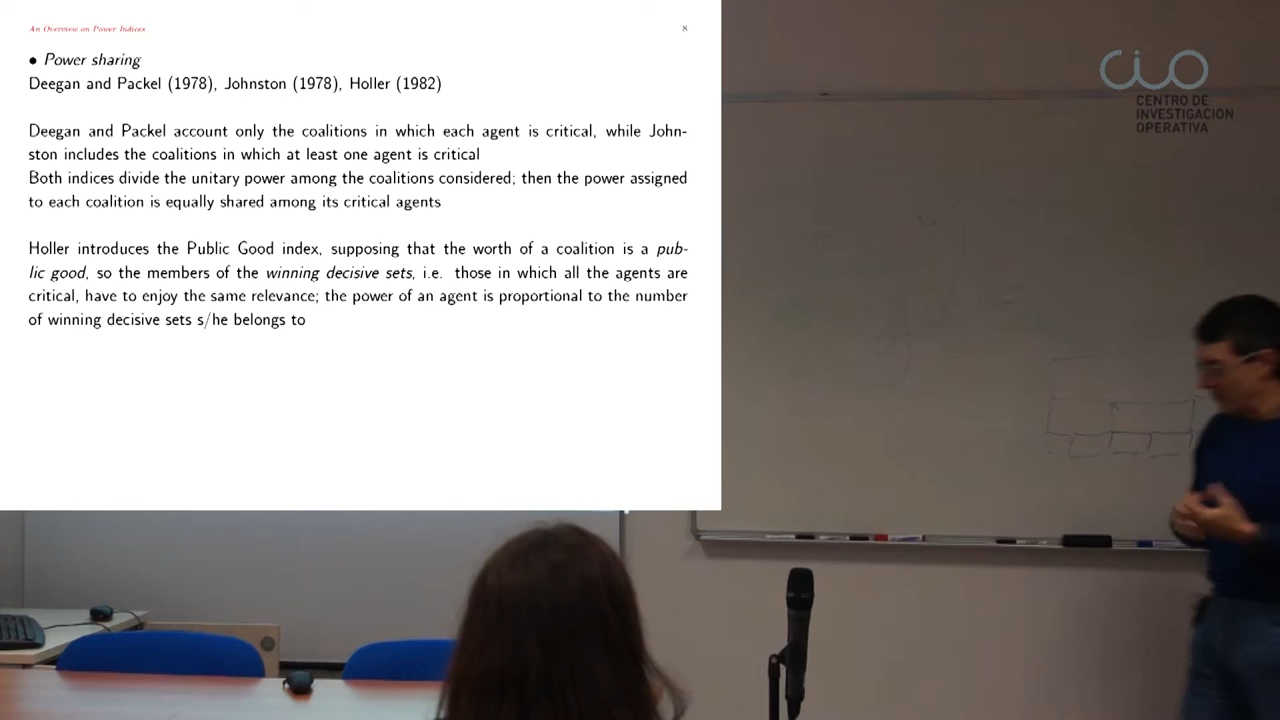 An Overview on Power Indices
8
• Power sharing
Deegan and Packel (1978), Johnston (1978), Holler (1982)
Deegan and Packel account only the coalitions in which each agent is critical, while John-
ston includes the coalitions in which at least one agent is critical
Both indices divide the unitary power among the coalitions considered; then the power assigned
to each coalition is equally shared among its critical agents
Holler introduces the Public Good index, supposing that the worth of a coalition is a pub-
lic good, so the members of the winning decisive sets, i.e. those in which all the agents are
critical, have to enjoy the same relevance; the power of an agent is proportional to the number
of winning decisive sets s/he belongs to
CIO
CENTRO DE
INVESTIGACION
OPERATIVA